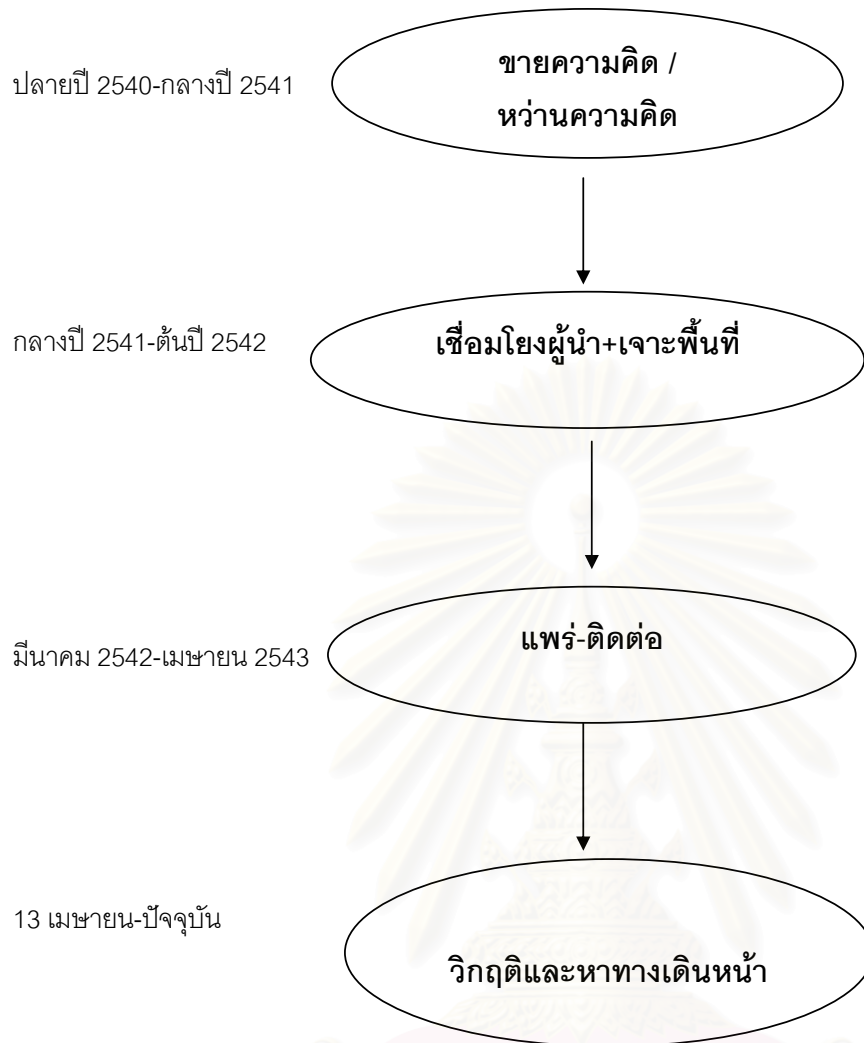 ปลายปี 2540-กลางปี 2541
ขายความคิด /
หว่านความคิด
กลางปี 2541-ต้นปี 2542
เชื่อมโยงผู้นำ+เจาะพื้นที่
มีนาคม 2542-เมษายน 2543
แพร่-ติดต่อ
13 เมษายน-ปัจจุบัน
วิกฤติและหาทางเดินหน้า